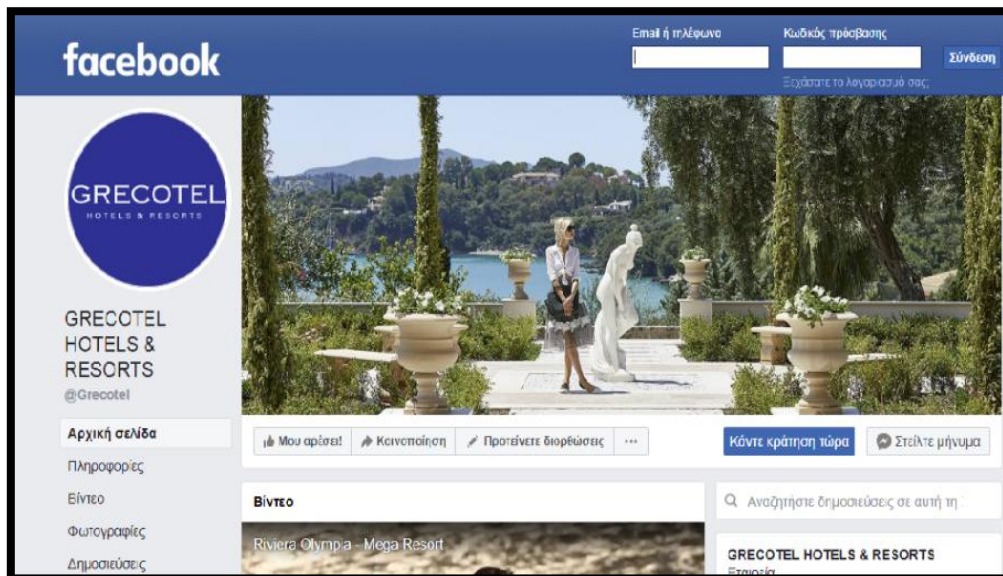 facebook
Email ή τηλέφωνο
Κωδικός πρόσβασης
Σύνδεση
Ξεχάσατε το λογαριασμό σας;
GRECOTEL
HOTELS & RESORTS
GRECOTEL
HOTELS &
RESORTS
@Grecotel
Αρχική σελίδα
Πληροφορίες
Βίντεο
Φωτογραφίες
Δημοσιεύσεις
Μου αρέσει!
Κοινοποίηση
Προτείνετε διορθώσεις
...
Κάντε κράτηση τώρα
Στείλτε μήνυμα
Βίντεο
Riviera Olympia - Mega Resort
Αναζητήστε δημοσιεύσεις σε αυτή τη
GRECOTEL HOTELS & RESORTS
Εταιρεία